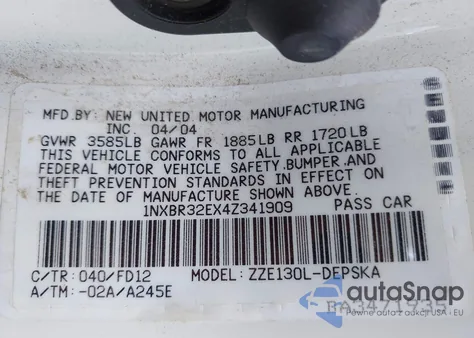 MFD.BY: NEW UNITED MOTOR MANUFACTURING
INC. 04/04
GVWR 3585LB GAWR FR 1885LB RR 1720LB
THIS VEHICLE CONFORMS TO ALL APPLICABLE
FEDERAL MOTOR VEHICLE SAFETY, BUMPER, AND
THEFT PREVENTION STANDARDS IN EFFECT ON
THE DATE OF MANUFACTURE SHOWN ABOVE.
1NXBR32EX4Z341909 PASS CAR
C/TR: 040/FD12 MODEL: ZZE130L-DEPSKA
A/TM: -02A/A245E
autoSnap